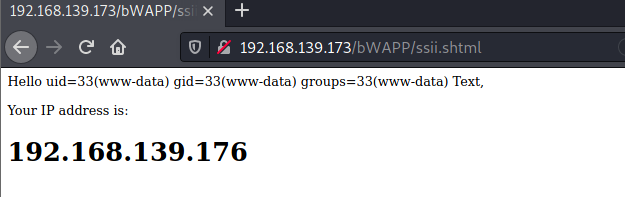 192.168.139.173/bWAPP/ssii
192.168.139.173/bWAPP/ssii.shtml
Hello uid=33(www-data) gid=33(www-data) groups=33(www-data) Text,
Your IP address is:
192.168.139.176